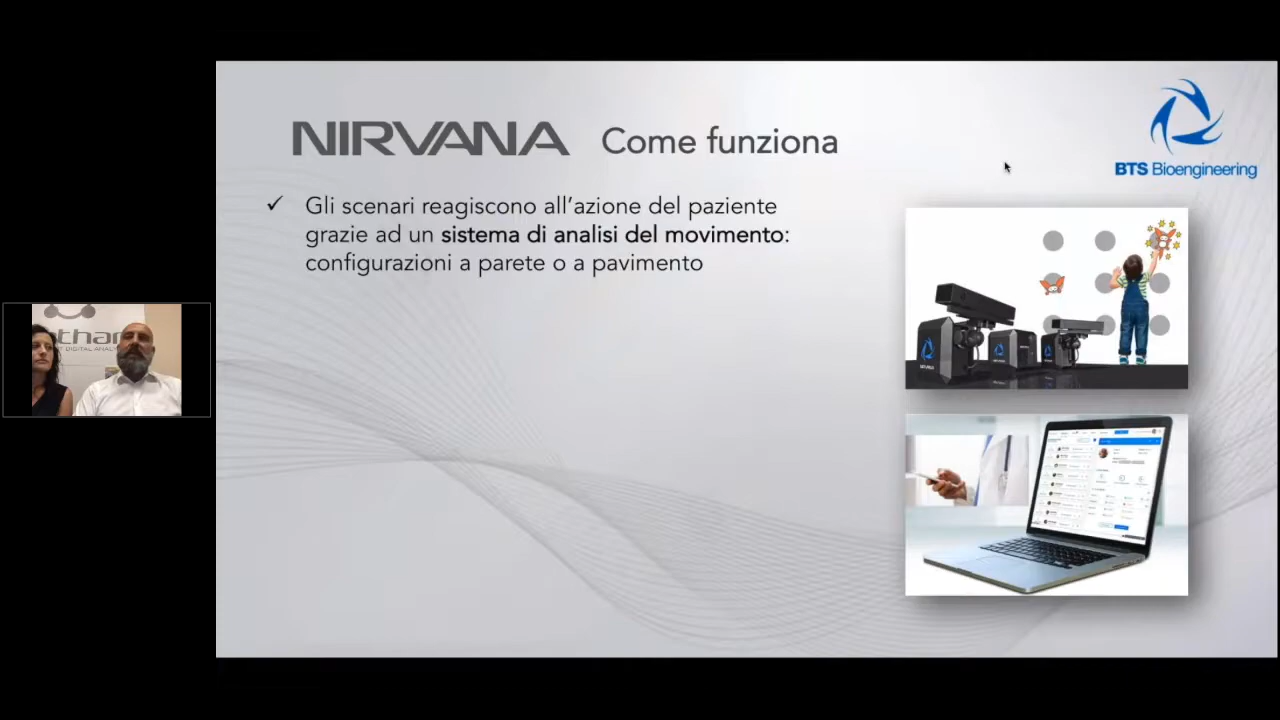 NIRVANA Come funziona
BTS Bioengineering
✓ Gli scenari reagiscono all'azione del paziente
grazie ad un sistema di analisi del movimento:
configurazioni a parete o a pavimento